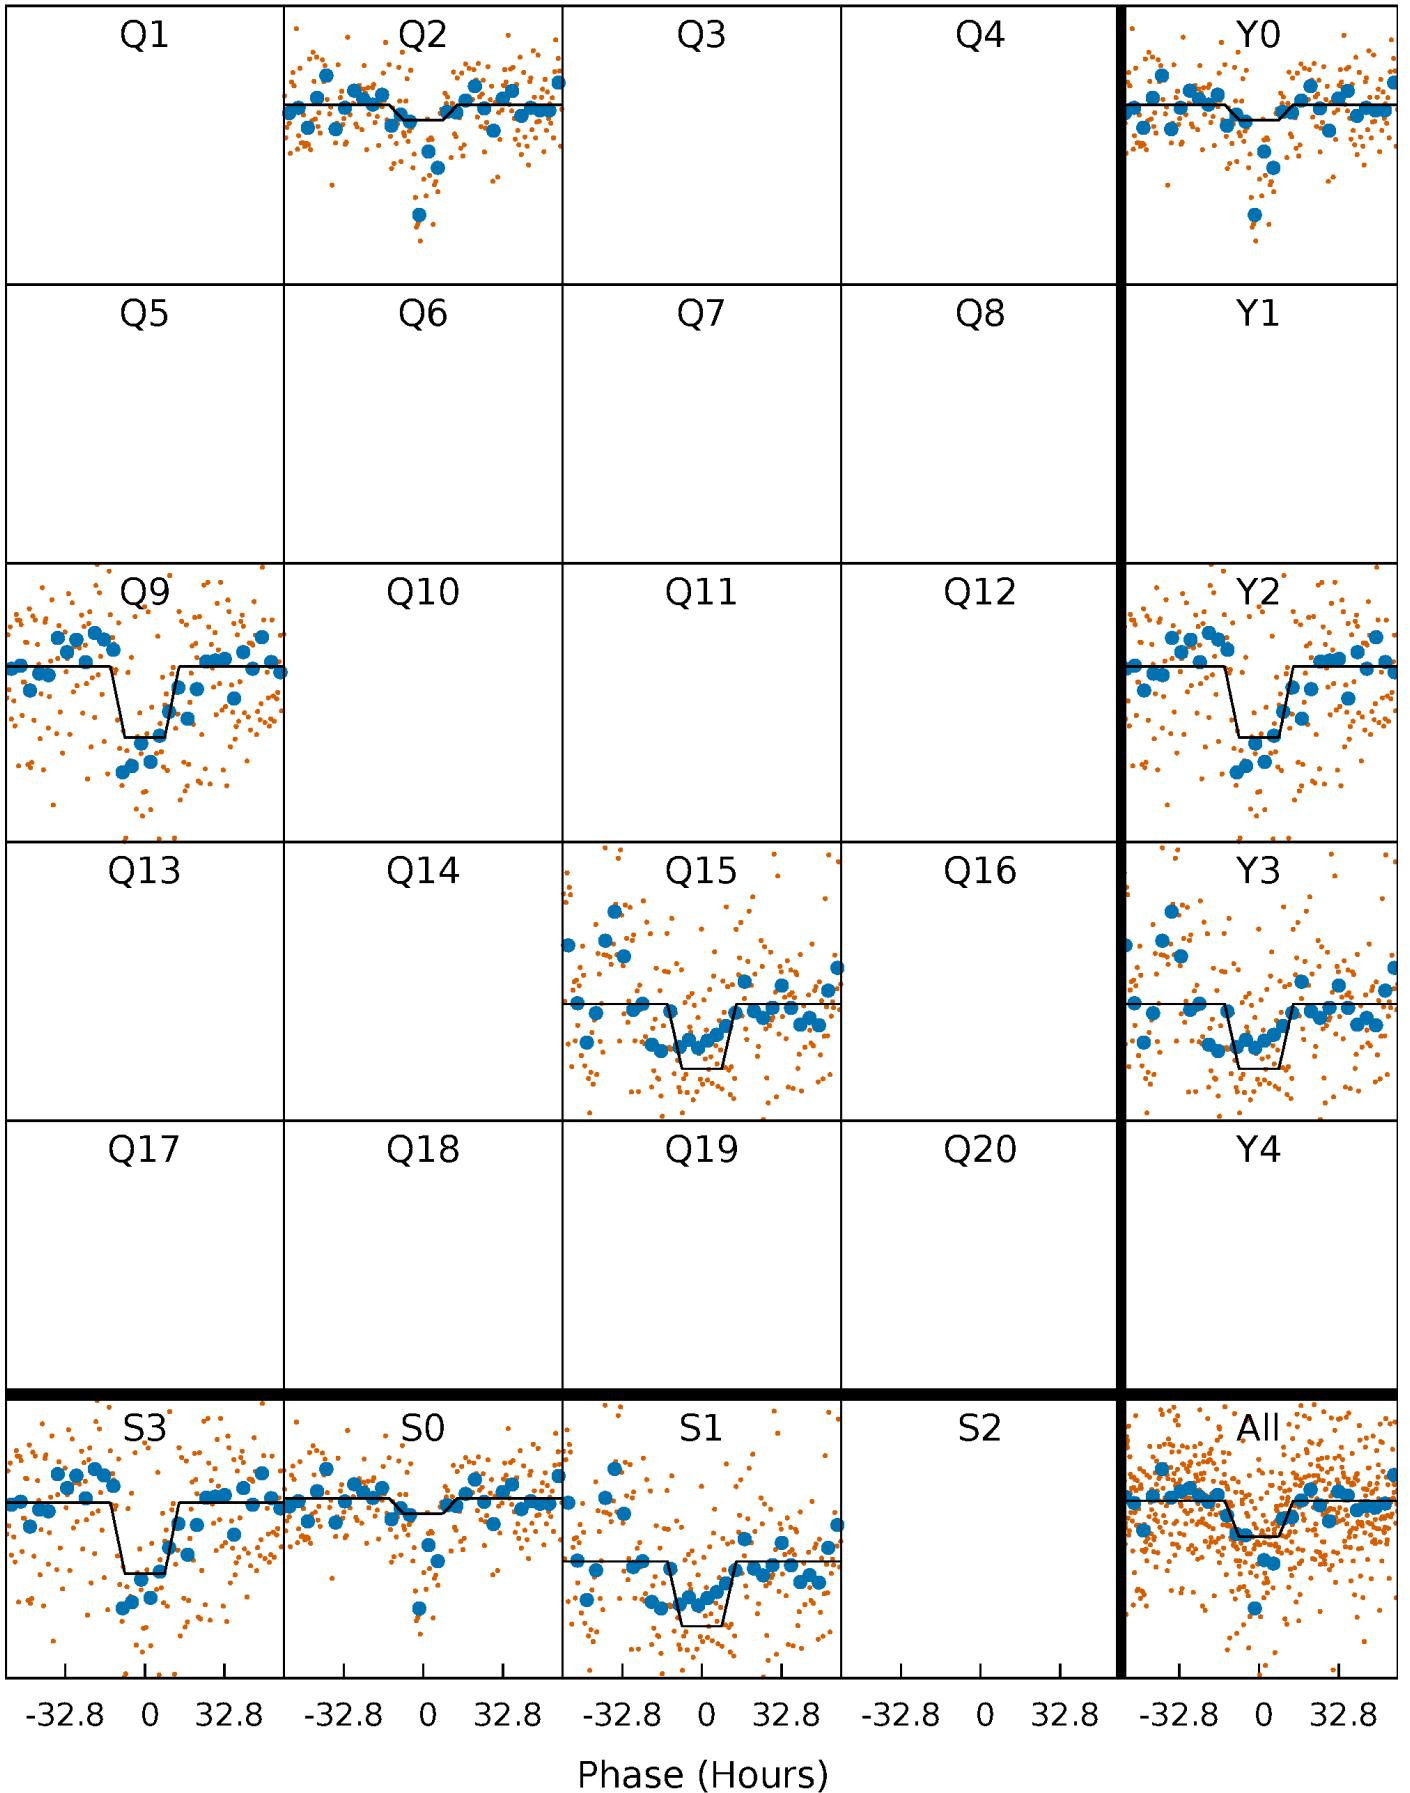 Q1 Q2 Q3 Q4 Y0
Q5 Q6 Q7 Q8 Y1
Q9 Q10 Q11 Q12 Y2
Q13 Q14 Q15 Q16 Y3
Q17 Q18 Q19 Q20 Y4
S3 S0 S1 S2 All
-32.8 0 32.8 -32.8 0 32.8 -32.8 0 32.8 -32.8 0 32.8 -32.8 0 32.8
Phase (Hours)